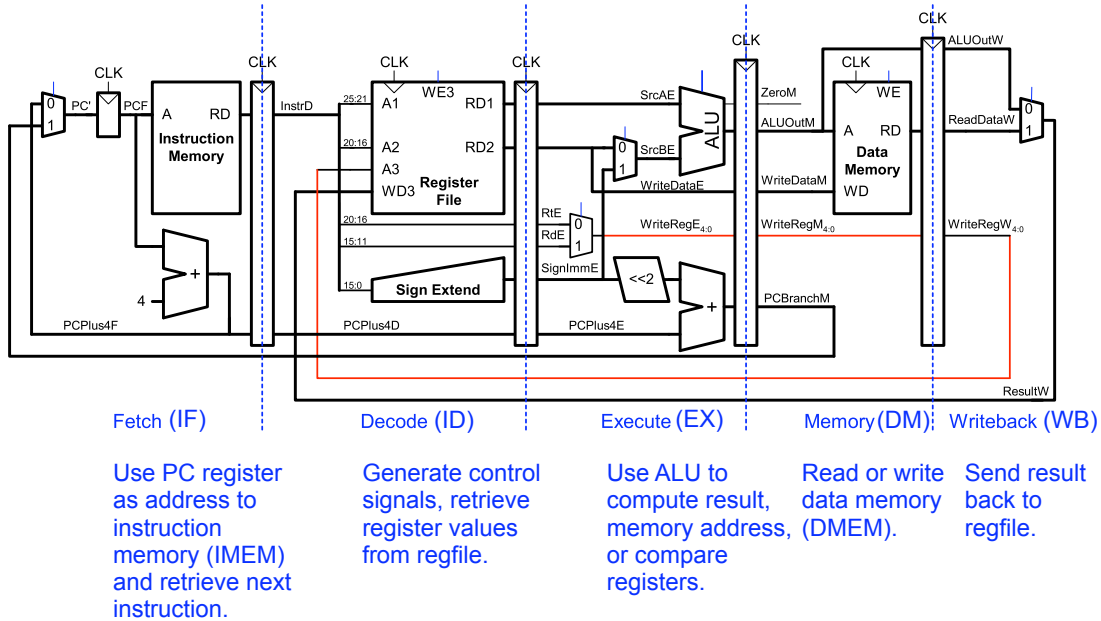 CLK
CLK CLK
CLK CLK CLK CLK
ALUOutW
0
1
PC'
PCF
A RD
Instruction
Memory
InstrD
25:21
A1
WE3
RD1
20:16
A2
RD2
A3
WD3
Register
File
SrcAE
0
1
SrcBE
ALU
ZeroM
ALUOutM
WE
A RD
Data
Memory
WD
ReadDataW
0
1
WriteDataE
WriteDataM
20:16
RtE
0
15:11
RdE
1
WriteRegE4:0
WriteRegM4:0
WriteRegW4:0
15:0
Sign Extend
SignImmE
<<2
+
4
+
PCBranchM
PCPlus4F
PCPlus4D
PCPlus4E
ResultW
Fetch (IF)
Decode (ID)
Execute (EX)
Memory (DM)
Writeback (WB)
Use PC register
as address to
instruction
memory (IMEM)
and retrieve next
instruction.
Generate control
signals, retrieve
register values
from regfile.
Use ALU to
compute result,
memory address,
or compare
registers.
Read or write
data memory
(DMEM).
Send result
back to
regfile.